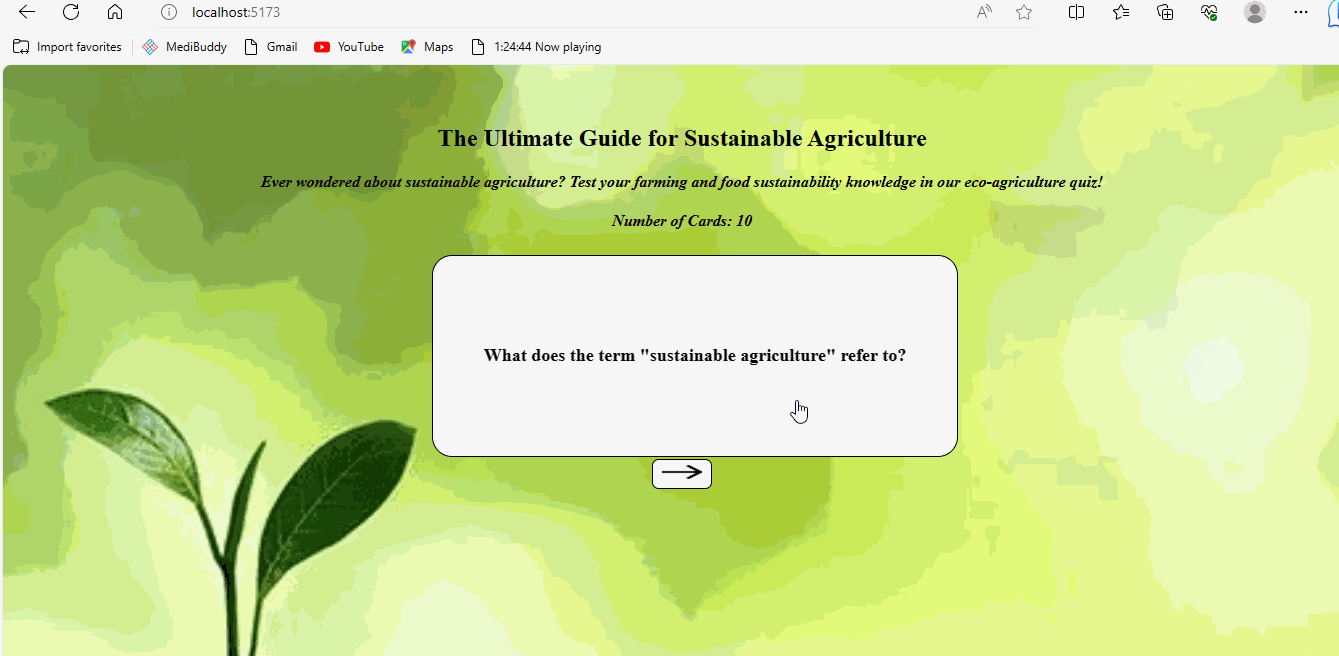 localhost:5173
Import favorites MediBuddy Gmail YouTube Maps 1:24:44 Now playing
The Ultimate Guide for Sustainable Agriculture
Ever wondered about sustainable agriculture? Test your farming and food sustainability knowledge in our eco-agriculture quiz!
Number of Cards: 10
What does the term "sustainable agriculture" refer to?